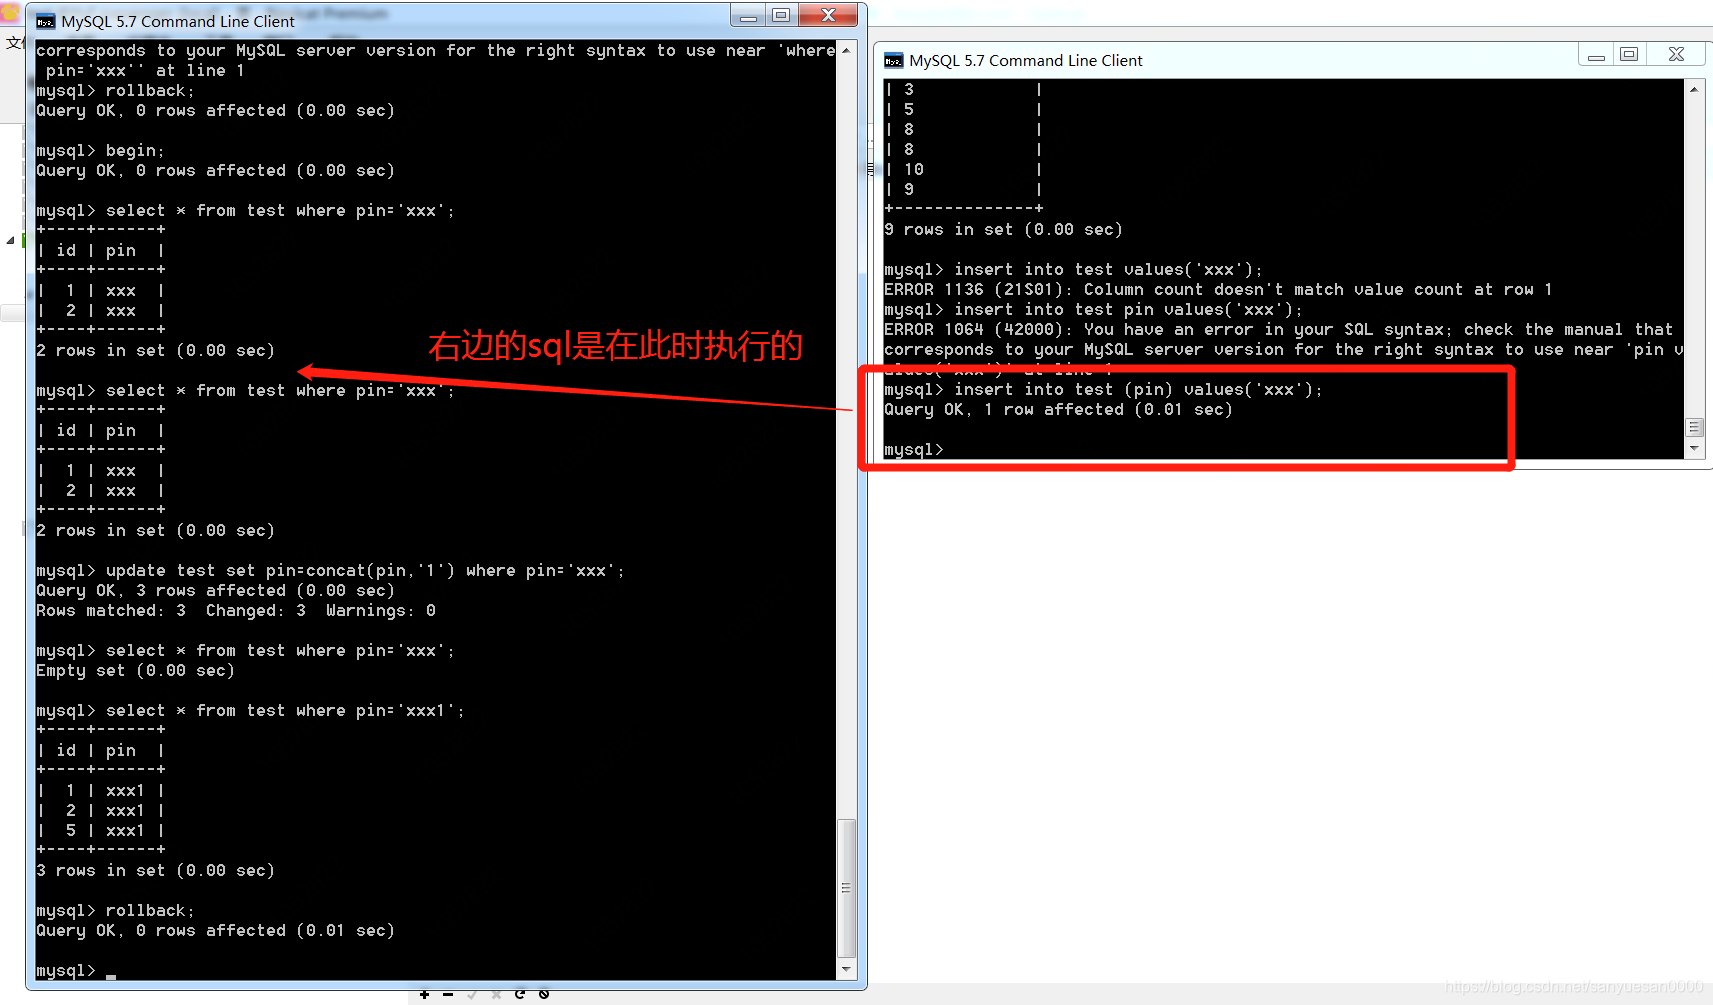 MySQL 5.7 Command Line Client
文件
corresponds to your MySQL server version for the right syntax to use near 'where
 pin='xxx'' at line 1
mysql> rollback;
Query OK, 0 rows affected (0.00 sec)
mysql> begin;
Query OK, 0 rows affected (0.00 sec)
mysql> select * from test where pin='xxx';
+----+------+
| id | pin  |
+----+------+
|  1 | xxx  |
|  2 | xxx  |
+----+------+
2 rows in set (0.00 sec)
mysql> select * from test where pin='xxx';
+----+------+
| id | pin  |
+----+------+
|  1 | xxx  |
|  2 | xxx  |
+----+------+
2 rows in set (0.00 sec)
mysql> update test set pin=concat(pin,'1') where pin='xxx';
Query OK, 3 rows affected (0.00 sec)
Rows matched: 3  Changed: 3  Warnings: 0
mysql> select * from test where pin='xxx';
Empty set (0.00 sec)
mysql> select * from test where pin='xxx1';
+----+------+
| id | pin  |
+----+------+
|  1 | xxx1 |
|  2 | xxx1 |
|  5 | xxx1 |
+----+------+
3 rows in set (0.00 sec)
mysql> rollback;
Query OK, 0 rows affected (0.01 sec)
mysql>
右边的sql是在此时执行的
MySQL 5.7 Command Line Client
| 3            |
| 5            |
| 8            |
| 8            |
| 10           |
| 9            |
+--------------+
9 rows in set (0.00 sec)
mysql> insert into test values('xxx');
ERROR 1136 (21S01): Column count doesn't match value count at row 1
mysql> insert into test pin values('xxx');
ERROR 1064 (42000): You have an error in your SQL syntax; check the manual that
corresponds to your MySQL server version for the right syntax to use near 'pin v
alues('xxx')' at line 1
mysql> insert into test (pin) values('xxx');
Query OK, 1 row affected (0.01 sec)
mysql>
https://blog.csdn.net/sanyuesan0000